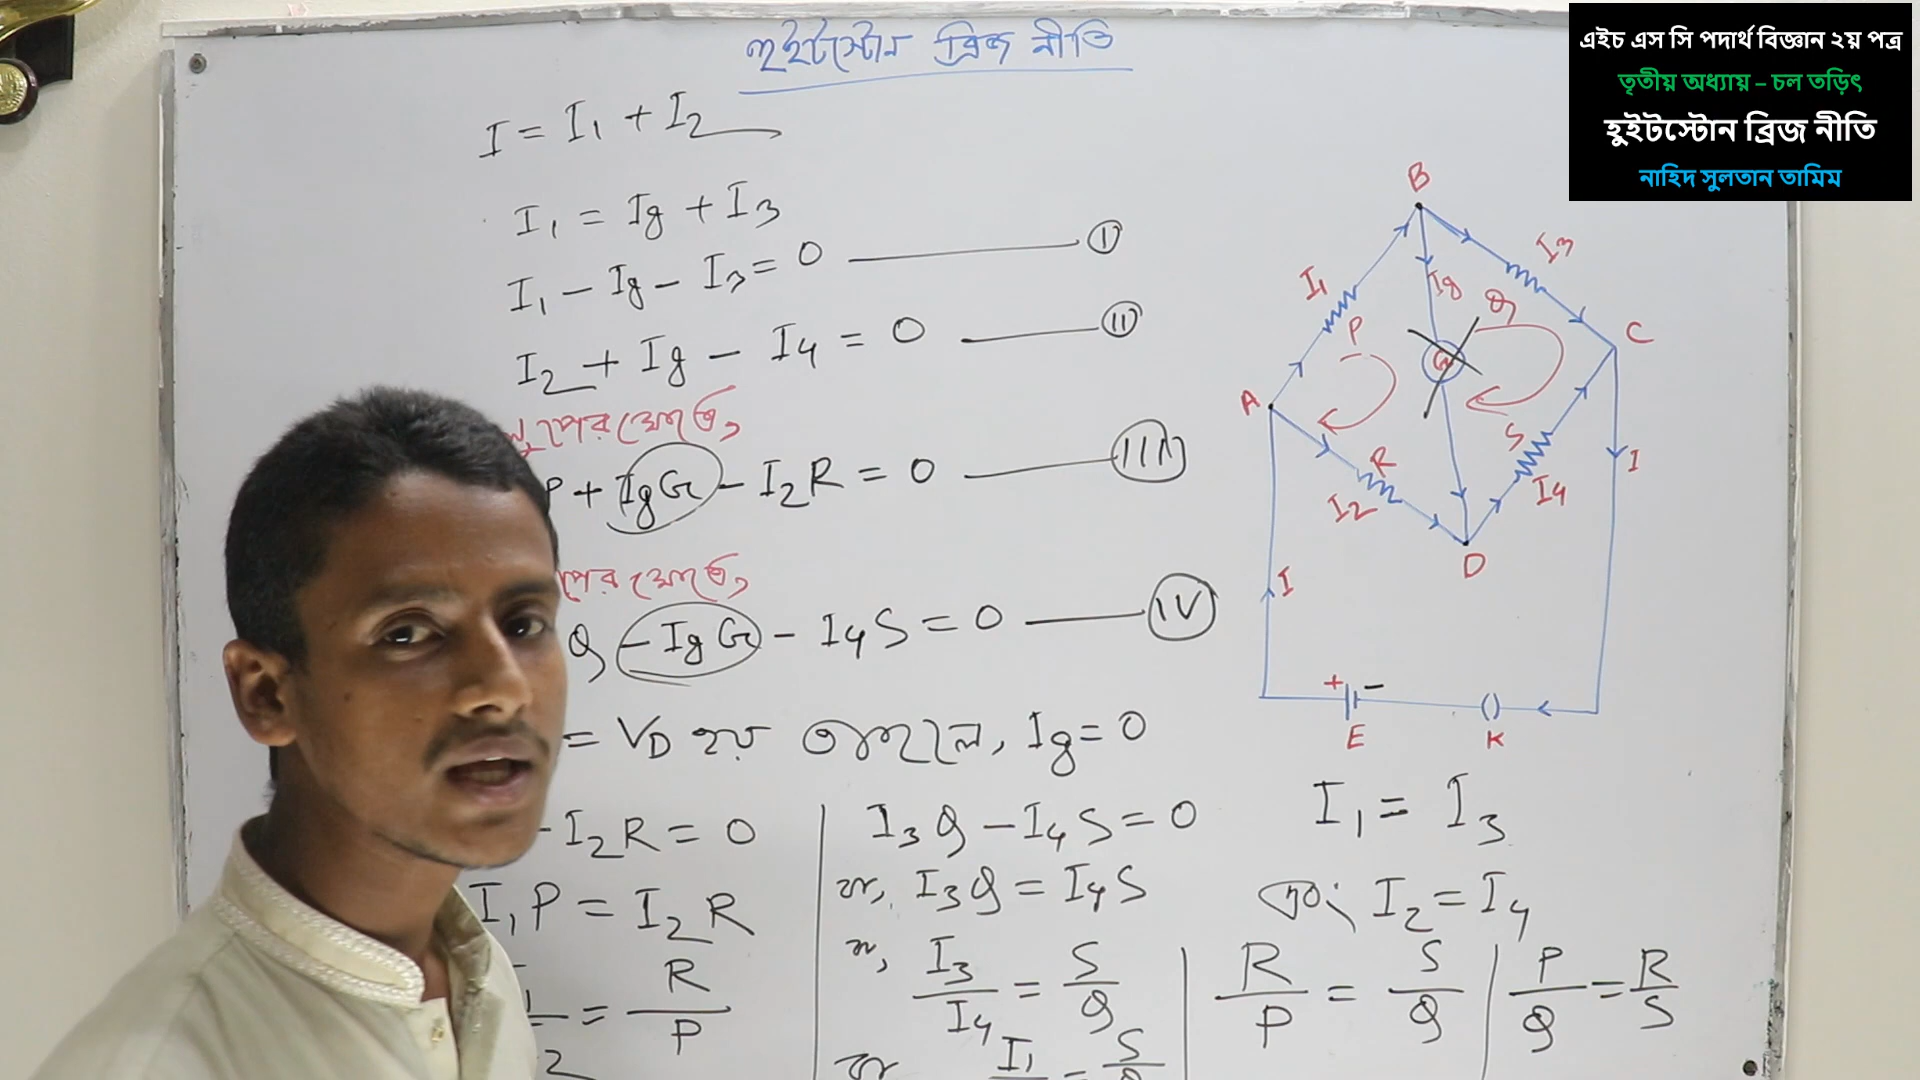 হুইটস্টোন ব্রিজ নীতি
এইচ এস সি পদার্থ বিজ্ঞান ২য় পত্র
তৃতীয় অধ্যায় – চল তড়িৎ
হুইটস্টোন ব্রিজ নীতি
নাহিদ সুলতান তামিম
I = I₁ + I₂
I₁ = Ig + I₃
I₁ − Ig − I₃ = 0 (I)
I₂ + Ig − I₄ = 0 (II)
লুপের ক্ষেত্রে,
P + IgG − I₂R = 0 (III)
পের ক্ষেত্রে,
Q − IgG − I₄S = 0 (IV)
= VD হয় তাহলে, Ig = 0
− I₂R = 0
I₁P = I₂R
= R/P
I₃Q − I₄S = 0
বা, I₃Q = I₄S
বা, I₃/I₄ = S/Q
বা I₁ = S
I₁ = I₃
এবং I₂ = I₄
R/P = S/Q
P/Q = R/S
B
I₁
P
Ig
I₃
Q
G
A
C
R
I₂
S
I₄
D
I
I
+ −
E
K